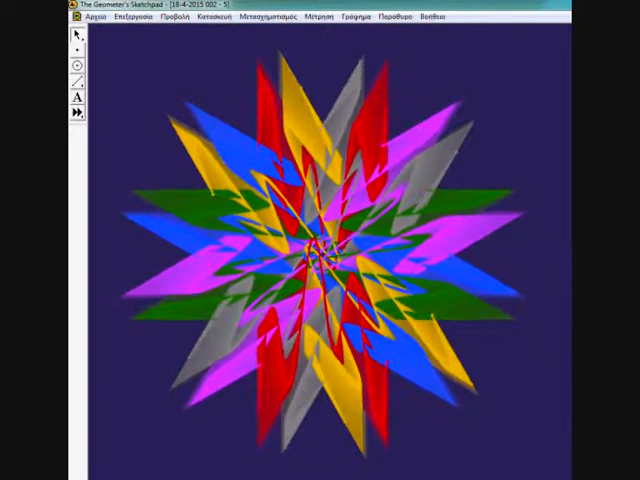 The Geometer's Sketchpad - [18-4-2015 002 - 5]
Αρχείο Επεξεργασία Προβολή Κατασκευή Μετασχηματισμός Μέτρηση Γράφημα Παράθυρο Βοήθεια
A